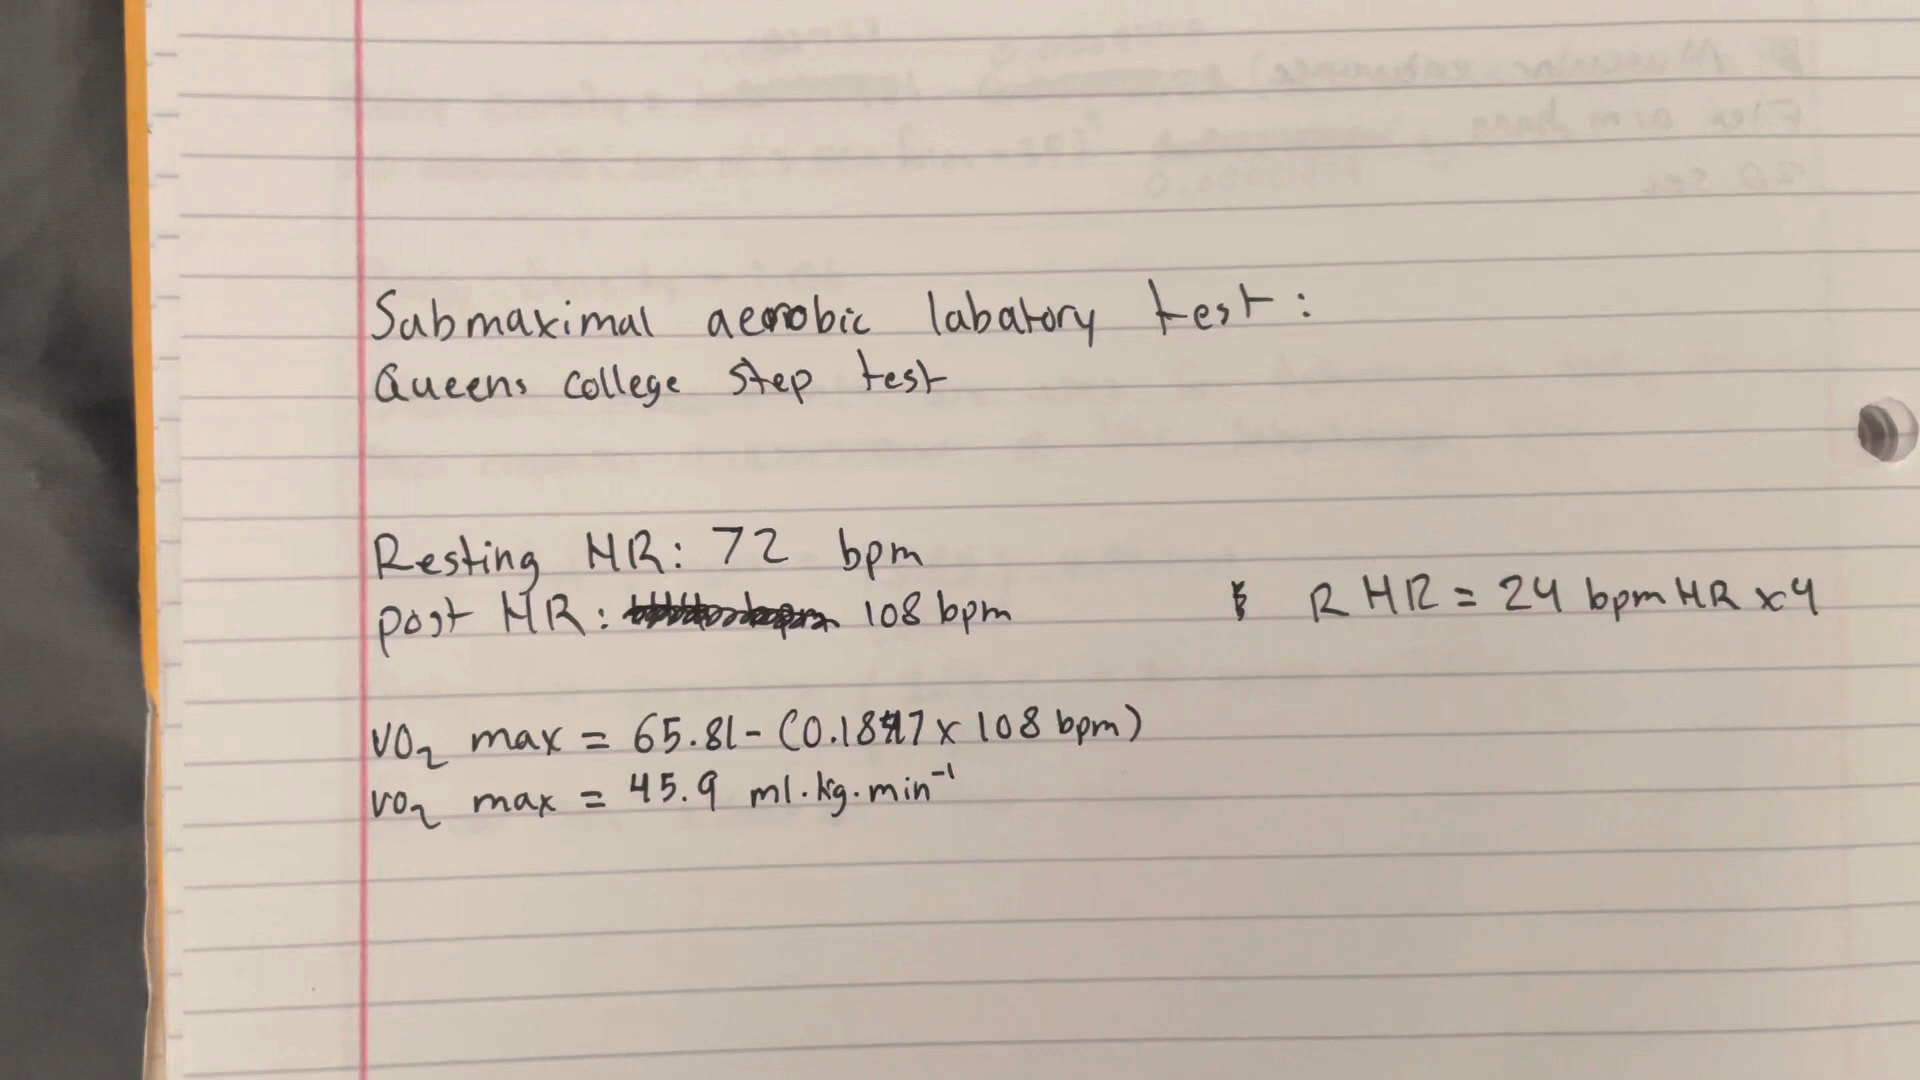 Submaximal aerobic labatory test:
Queens college step test
Resting HR: 72 bpm
post HR: 108 bpm
RHR = 24 bpm HR x4
VO2 max = 65.81 - (0.1847 x 108 bpm)
VO2 max = 45.9 ml.kg.min-1